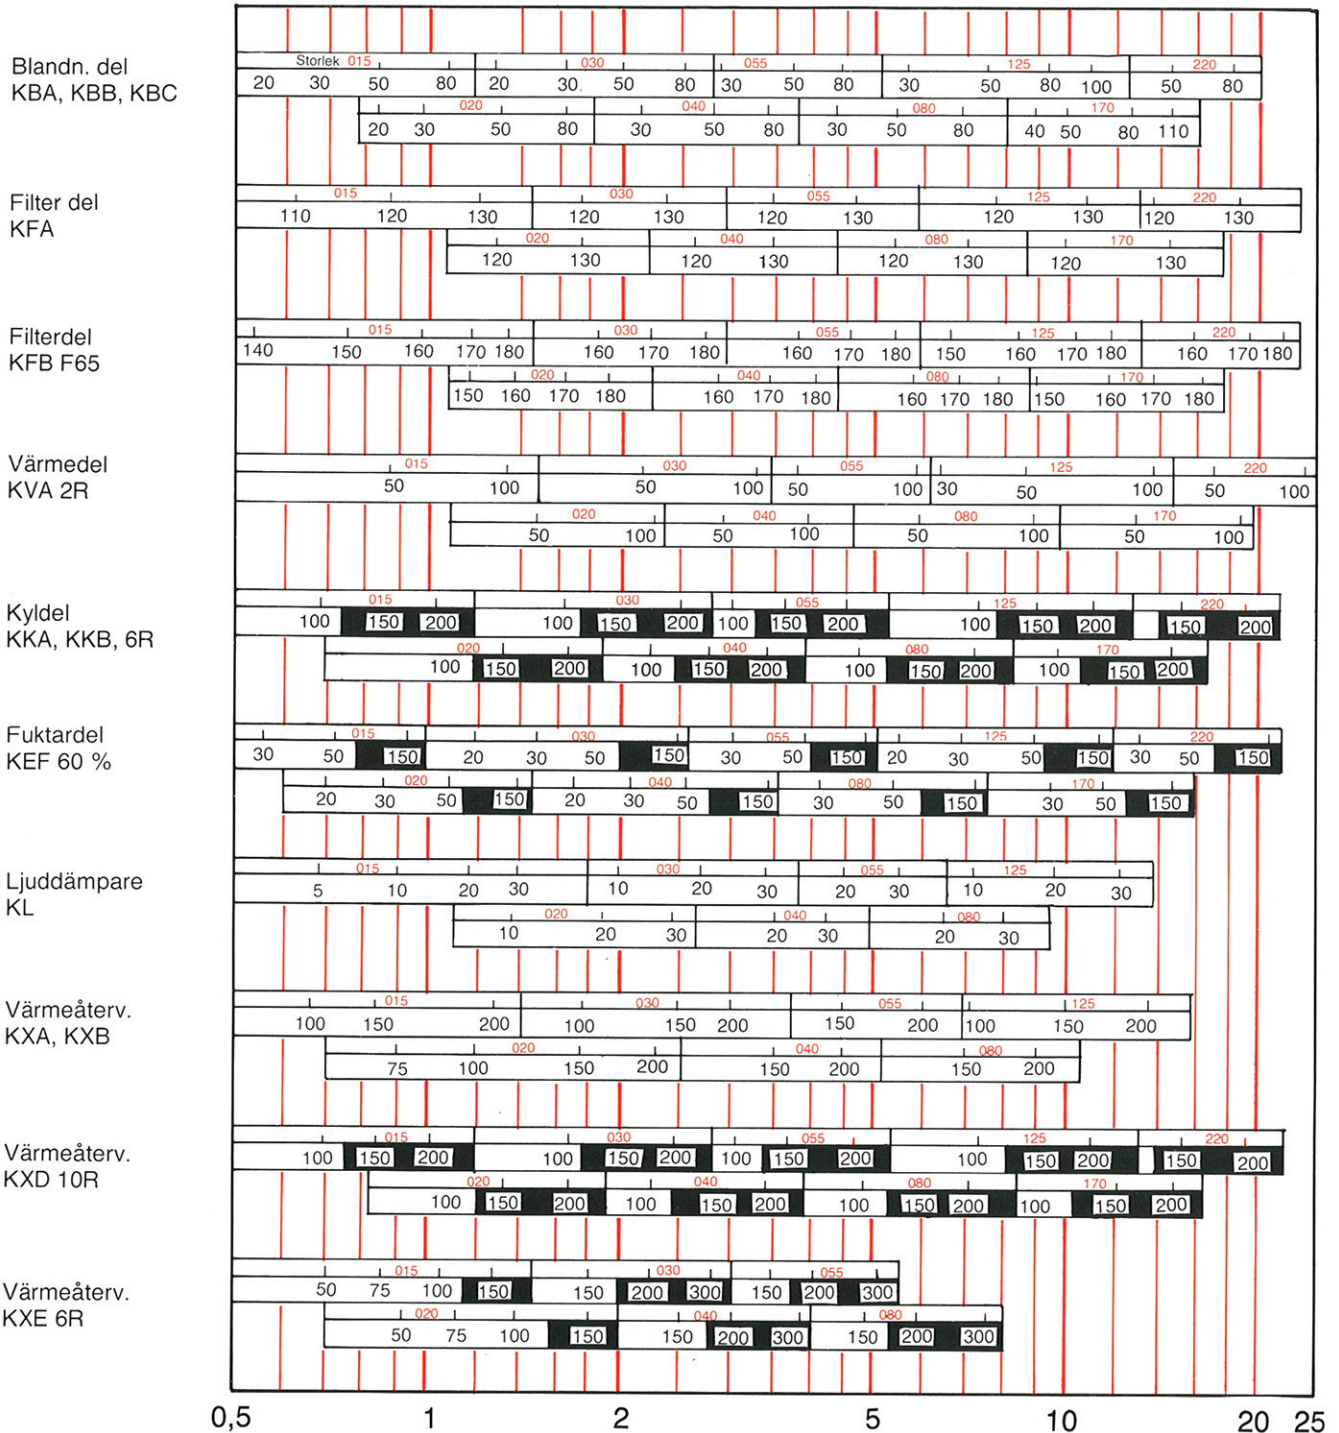 Blandn. del
KBA, KBB, KBC
Storlek 015 030 055 125 220
20 30 50 80 20 30 50 80 30 50 80 30 50 80 100 50 80
020 040 080 170
20 30 50 80 30 50 80 30 50 80 40 50 80 110
Filter del
KFA
015 030 055 125 220
110 120 130 120 130 120 130 120 130 120 130
020 040 080 170
120 130 120 130 120 130 120 130
Filterdel
KFB F65
015 030 055 125 220
140 150 160 170 180 160 170 180 160 170 180 150 160 170 180 160 170 180
020 040 080 170
150 160 170 180 160 170 180 160 170 180 150 160 170 180
Värmedel
KVA 2R
015 030 055 125 220
50 100 50 100 50 100 30 50 100 50 100
020 040 080 170
50 100 50 100 50 100 50 100
Kyldel
KKA, KKB, 6R
015 030 055 125 220
100 150 200 100 150 200 100 150 200 100 150 200 150 200
020 040 080 170
100 150 200 100 150 200 100 150 200 100 150 200
Fuktardel
KEF 60 %
015 030 055 125 220
30 50 150 20 30 50 150 30 50 150 20 30 50 150 30 50 150
020 040 080 170
20 30 50 150 20 30 50 150 30 50 150 30 50 150
Ljuddämpare
KL
015 030 055 125
5 10 20 30 10 20 30 20 30 10 20 30
020 040 080
10 20 30 20 30 20 30
Värmeåterv.
KXA, KXB
015 030 055 125
100 150 200 100 150 200 150 200 100 150 200
020 040 080
75 100 150 200 150 200 150 200
Värmeåterv.
KXD 10R
015 030 055 125 220
100 150 200 100 150 200 100 150 200 100 150 200 150 200
020 040 080 170
100 150 200 100 150 200 100 150 200 100 150 200
Värmeåterv.
KXE 6R
015 030 055
50 75 100 150 150 200 300 150 200 300
020 040 080
50 75 100 150 150 200 300 150 200 300
0,5 1 2 5 10 20 25